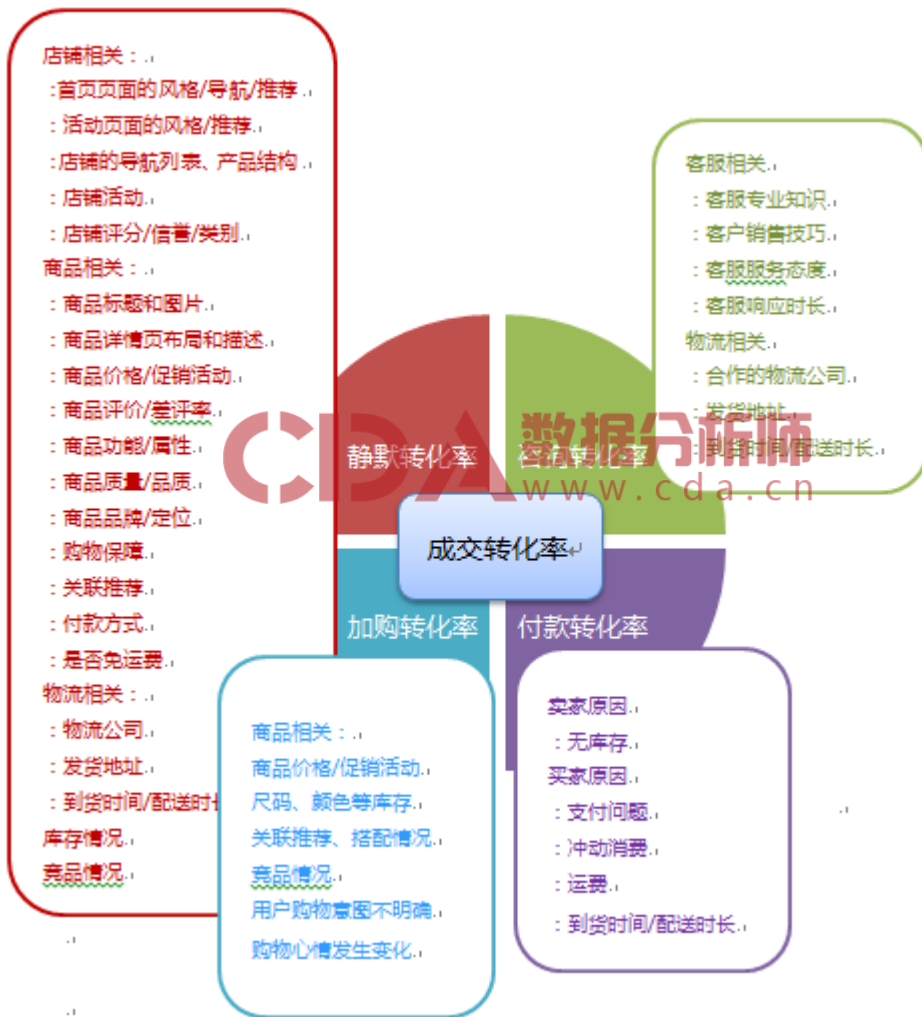 店铺相关：
:首页页面的风格/导航/推荐
：活动页面的风格/推荐
：店铺的导航列表、产品结构
：店铺活动
：店铺评分/信誉/类别
商品相关：
：商品标题和图片
：商品详情页布局和描述
：商品价格/促销活动
：商品评价/差评率
：商品功能/属性
：商品质量/品质
：商品品牌/定位
：购物保障
：关联推荐
：付款方式
：是否免运费
物流相关：
：物流公司
：发货地址
：到货时间/配送时长
库存情况
竞品情况
客服相关
：客服专业知识
：客户销售技巧
：客服服务态度
：客服响应时长
物流相关
：合作的物流公司
：发货地址
：到货时间/配送时长
静默转化率
咨询转化率
CDA 数据分析师
www.cda.cn
成交转化率
加购转化率
付款转化率
商品相关：
商品价格/促销活动
尺码、颜色等库存
关联推荐、搭配情况
竞品情况
用户购物意图不明确
购物心情发生变化
卖家原因
：无库存
买家原因
：支付问题
：冲动消费
：运费
：到货时间/配送时长